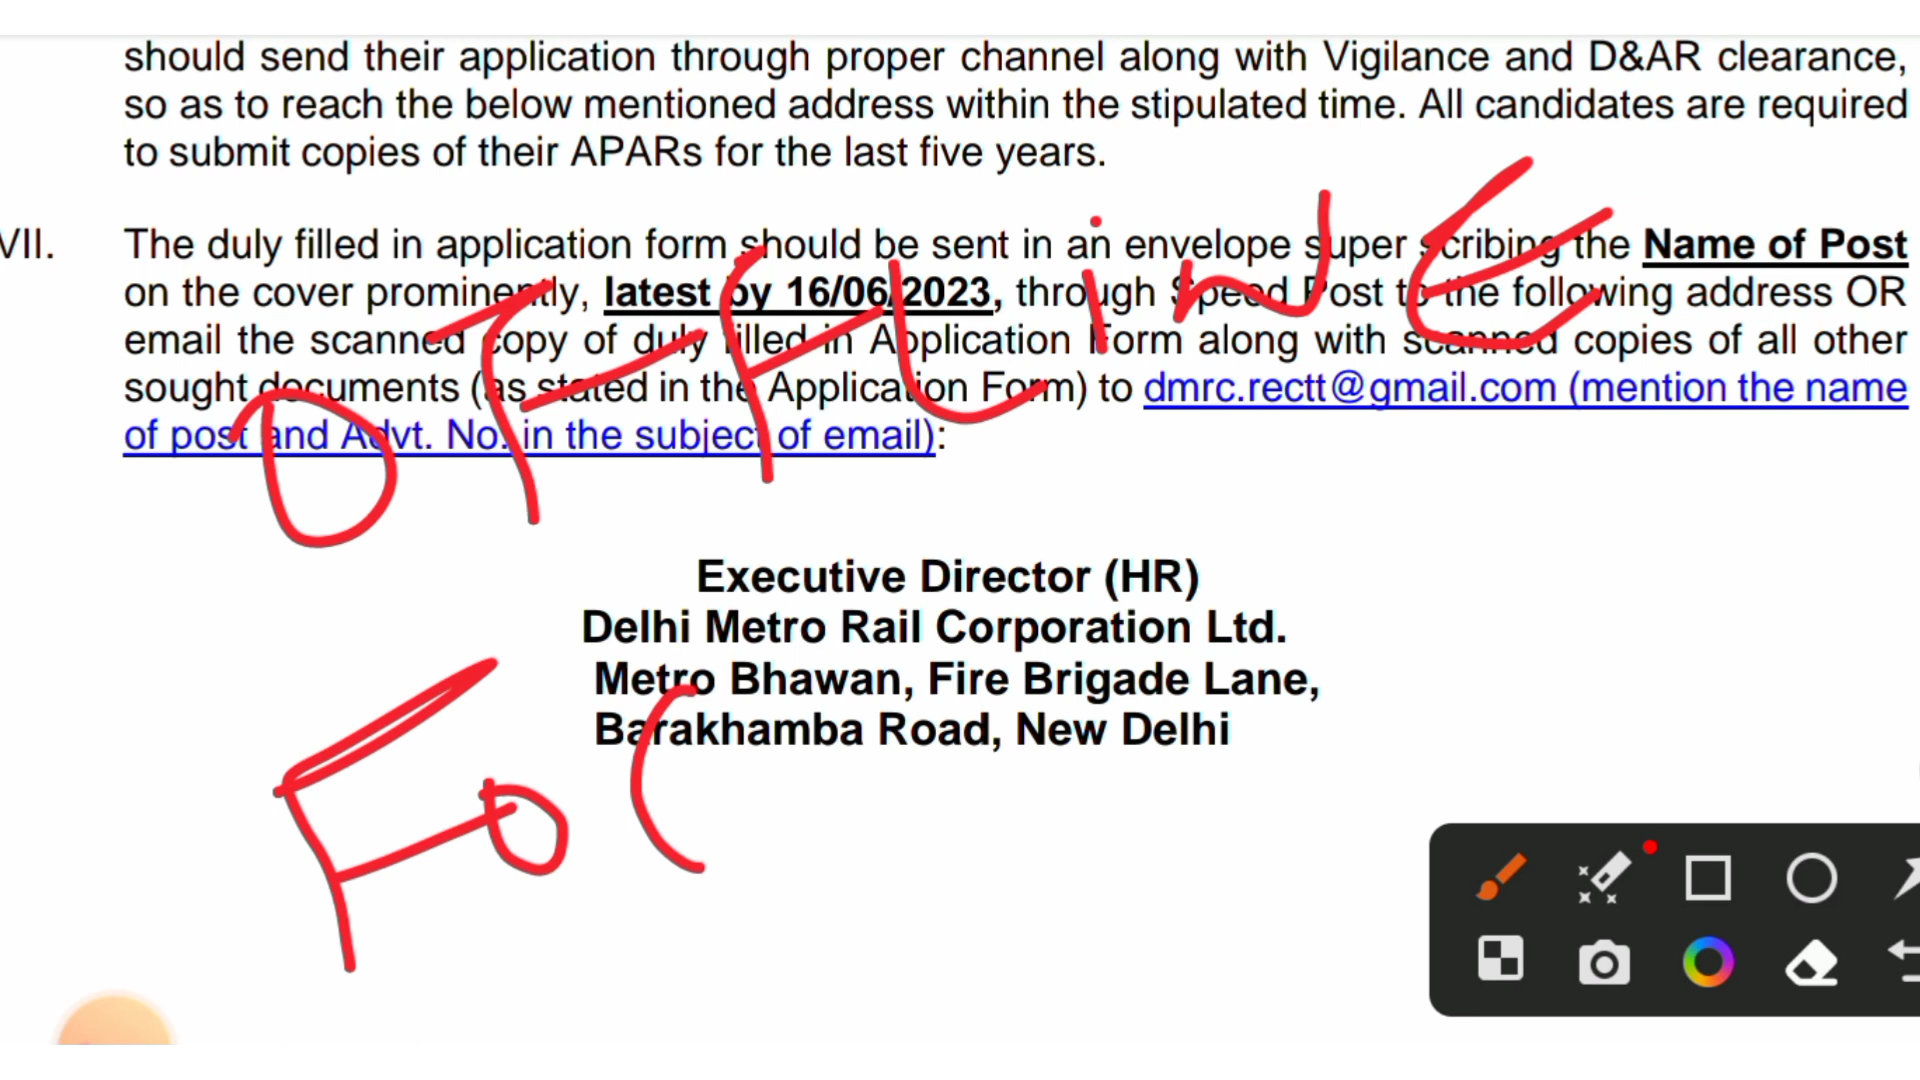 should send their application through proper channel along with Vigilance and D&AR clearance,
so as to reach the below mentioned address within the stipulated time. All candidates are required
to submit copies of their APARs for the last five years.
VII. The duly filled in application form should be sent in an envelope super scribing the Name of Post
on the cover prominently, latest by 16/06/2023, through Speed Post to the following address OR
email the scanned copy of duly filled in Application Form along with scanned copies of all other
sought documents (as stated in the Application Form) to dmrc.rectt@gmail.com (mention the name
of post and Advt. No. in the subject of email):
OFFLiNE
Executive Director (HR)
Delhi Metro Rail Corporation Ltd.
Metro Bhawan, Fire Brigade Lane,
Barakhamba Road, New Delhi